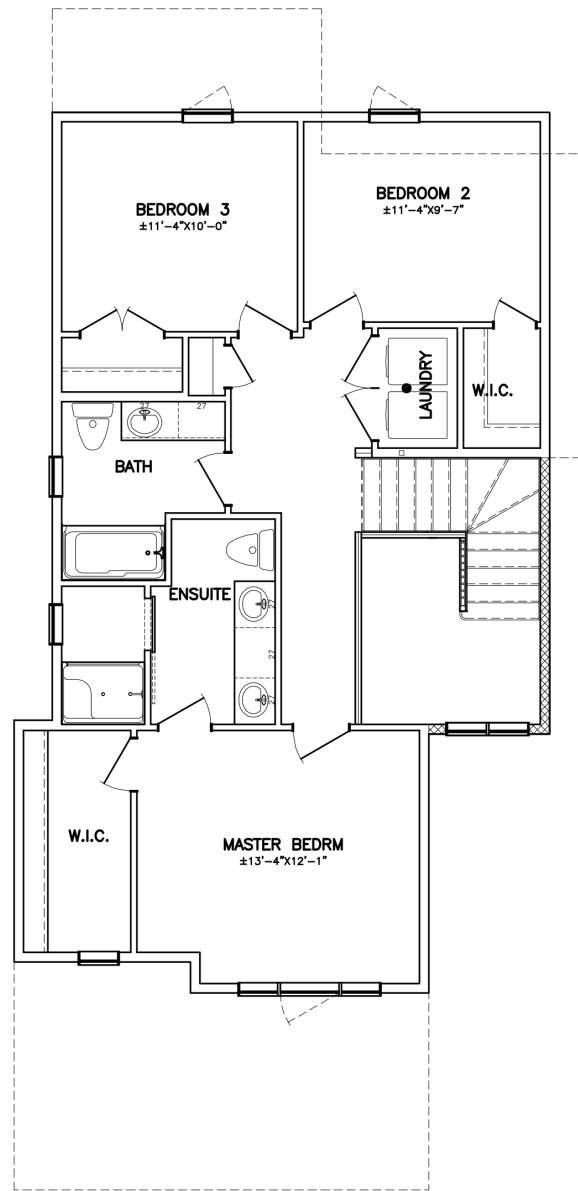 BEDROOM 3
±11'-4"X10'-0"
BEDROOM 2
±11'-4"X9'-7"
LAUNDRY
W.I.C.
27
27
BATH
ENSUITE
27
27
27
W.I.C.
MASTER BEDRM
±13'-4"X12'-1"